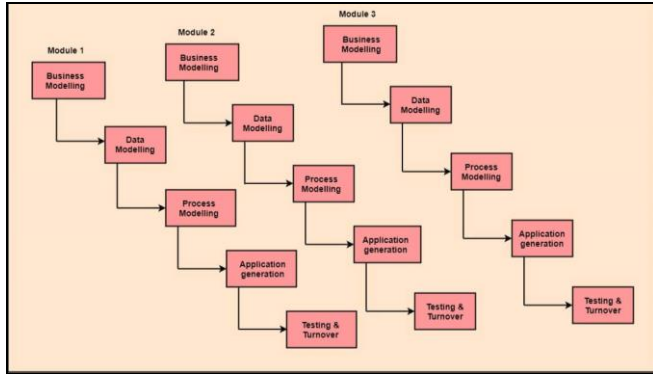 Module 1
Business
Modelling
Data
Modelling
Process
Modelling
Application
generation
Testing &
Turnover
Module 2
Business
Modelling
Data
Modelling
Process
Modelling
Application
generation
Testing &
Turnover
Module 3
Business
Modelling
Data
Modelling
Process
Modelling
Application
generation
Testing &
Turnover